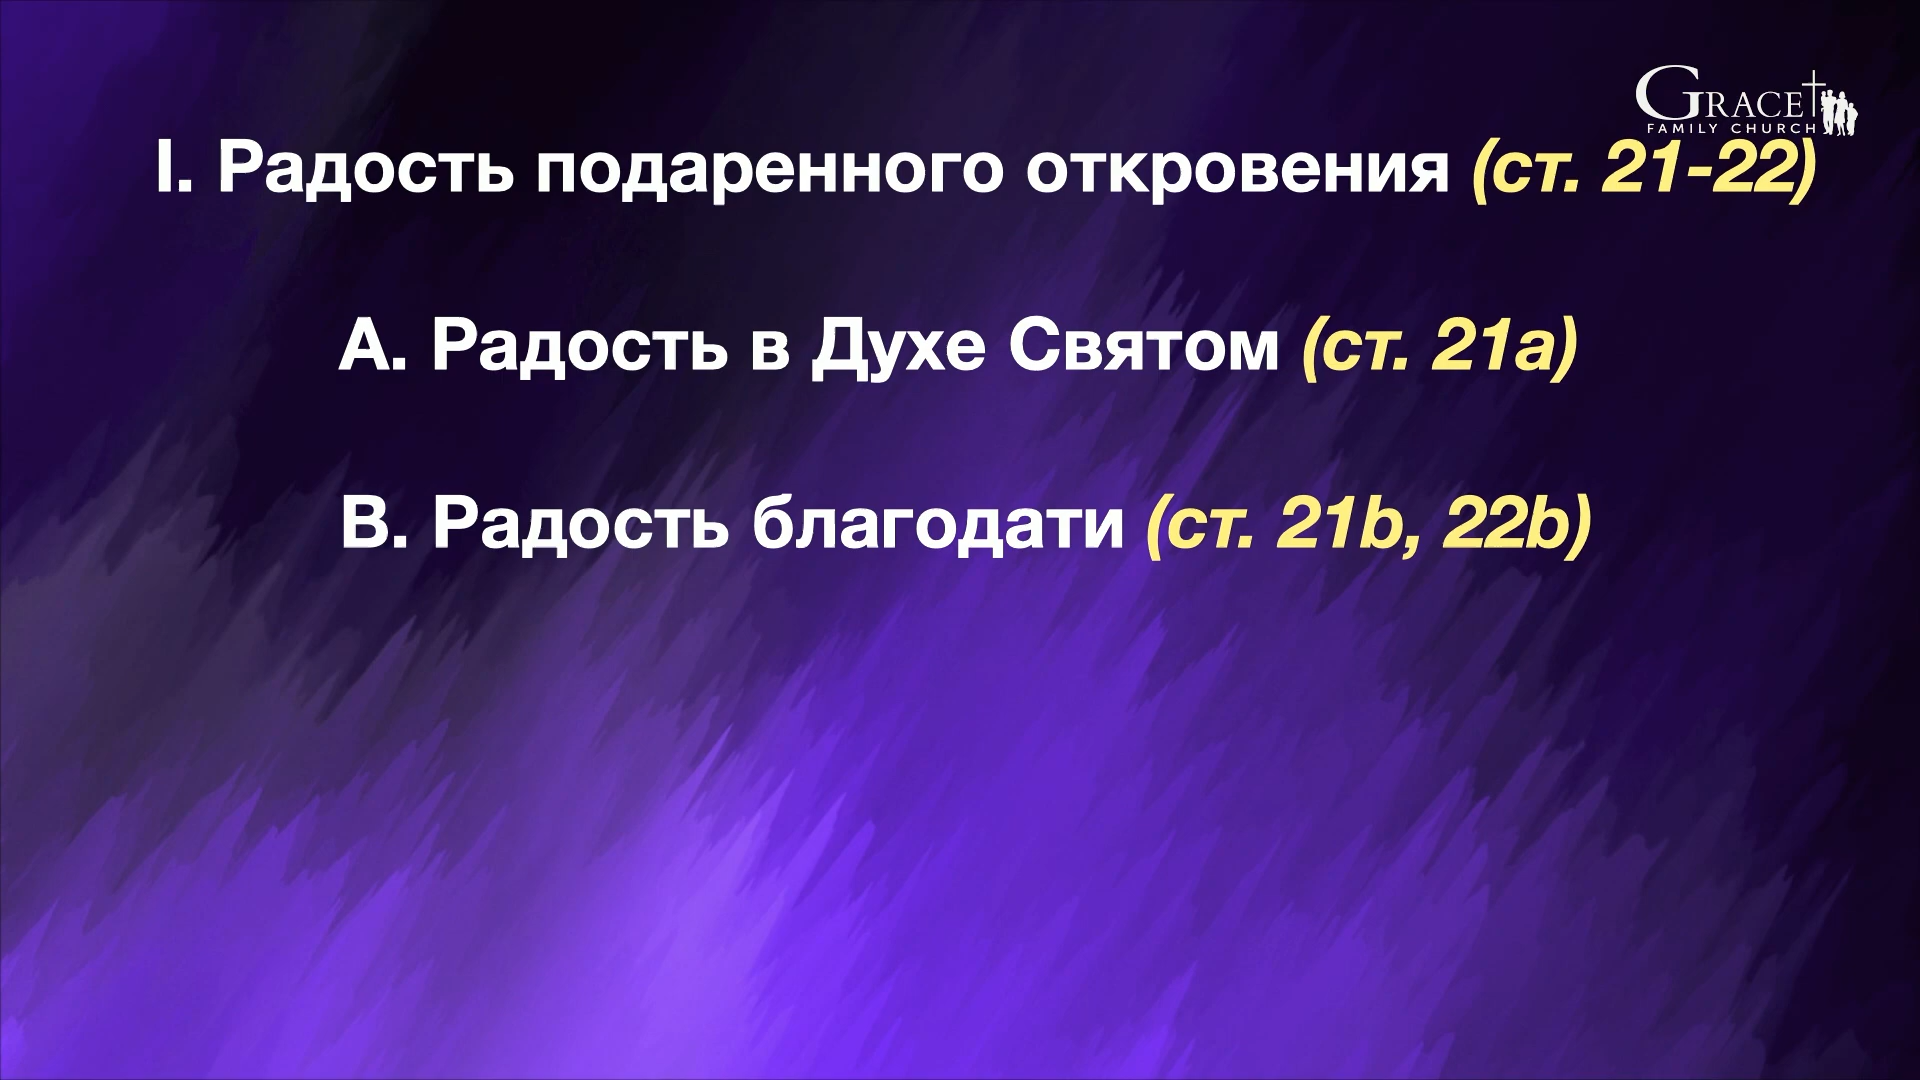 GRACE
FAMILY CHURCH
I. Радость подаренного откровения (ст. 21-22)
A. Радость в Духе Святом (ст. 21a)
B. Радость благодати (ст. 21b, 22b)